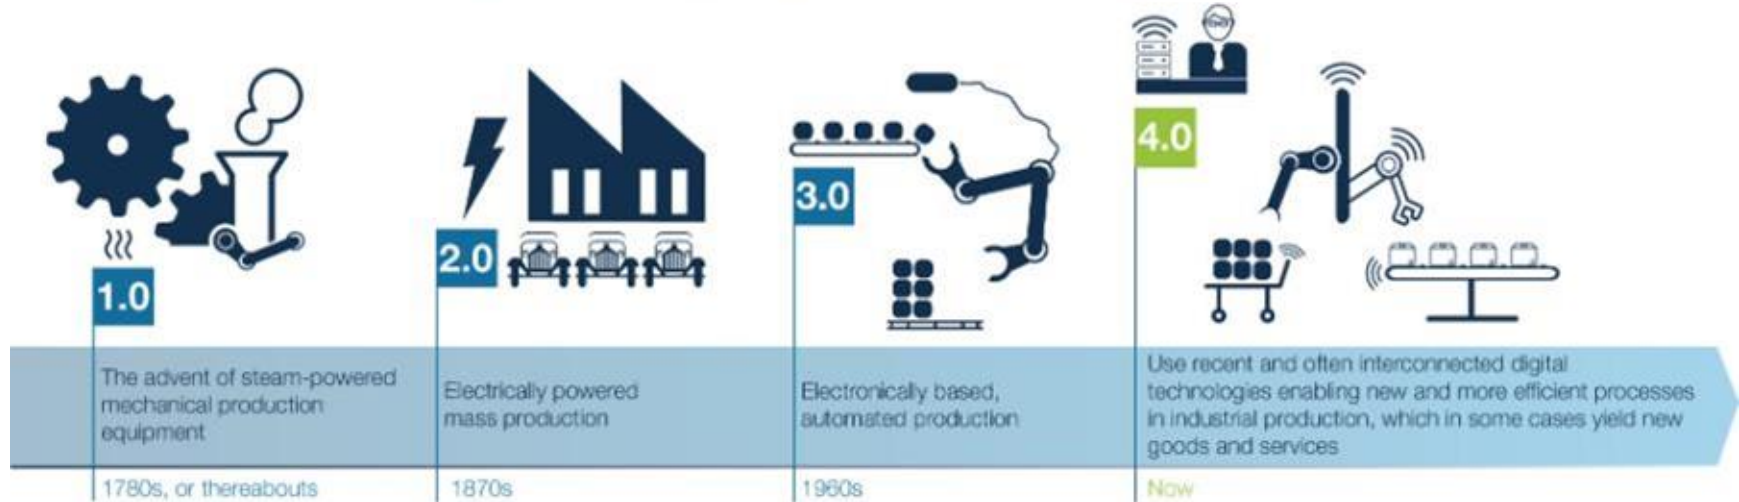 1.0
The advent of steam-powered
mechanical production
equipment
1780s, or thereabouts
2.0
Electrically powered
mass production
1870s
3.0
Electronically based,
automated production
1960s
4.0
Use recent and often interconnected digital
technologies enabling new and more efficient processes
in industrial production, which in some cases yield new
goods and services
Now